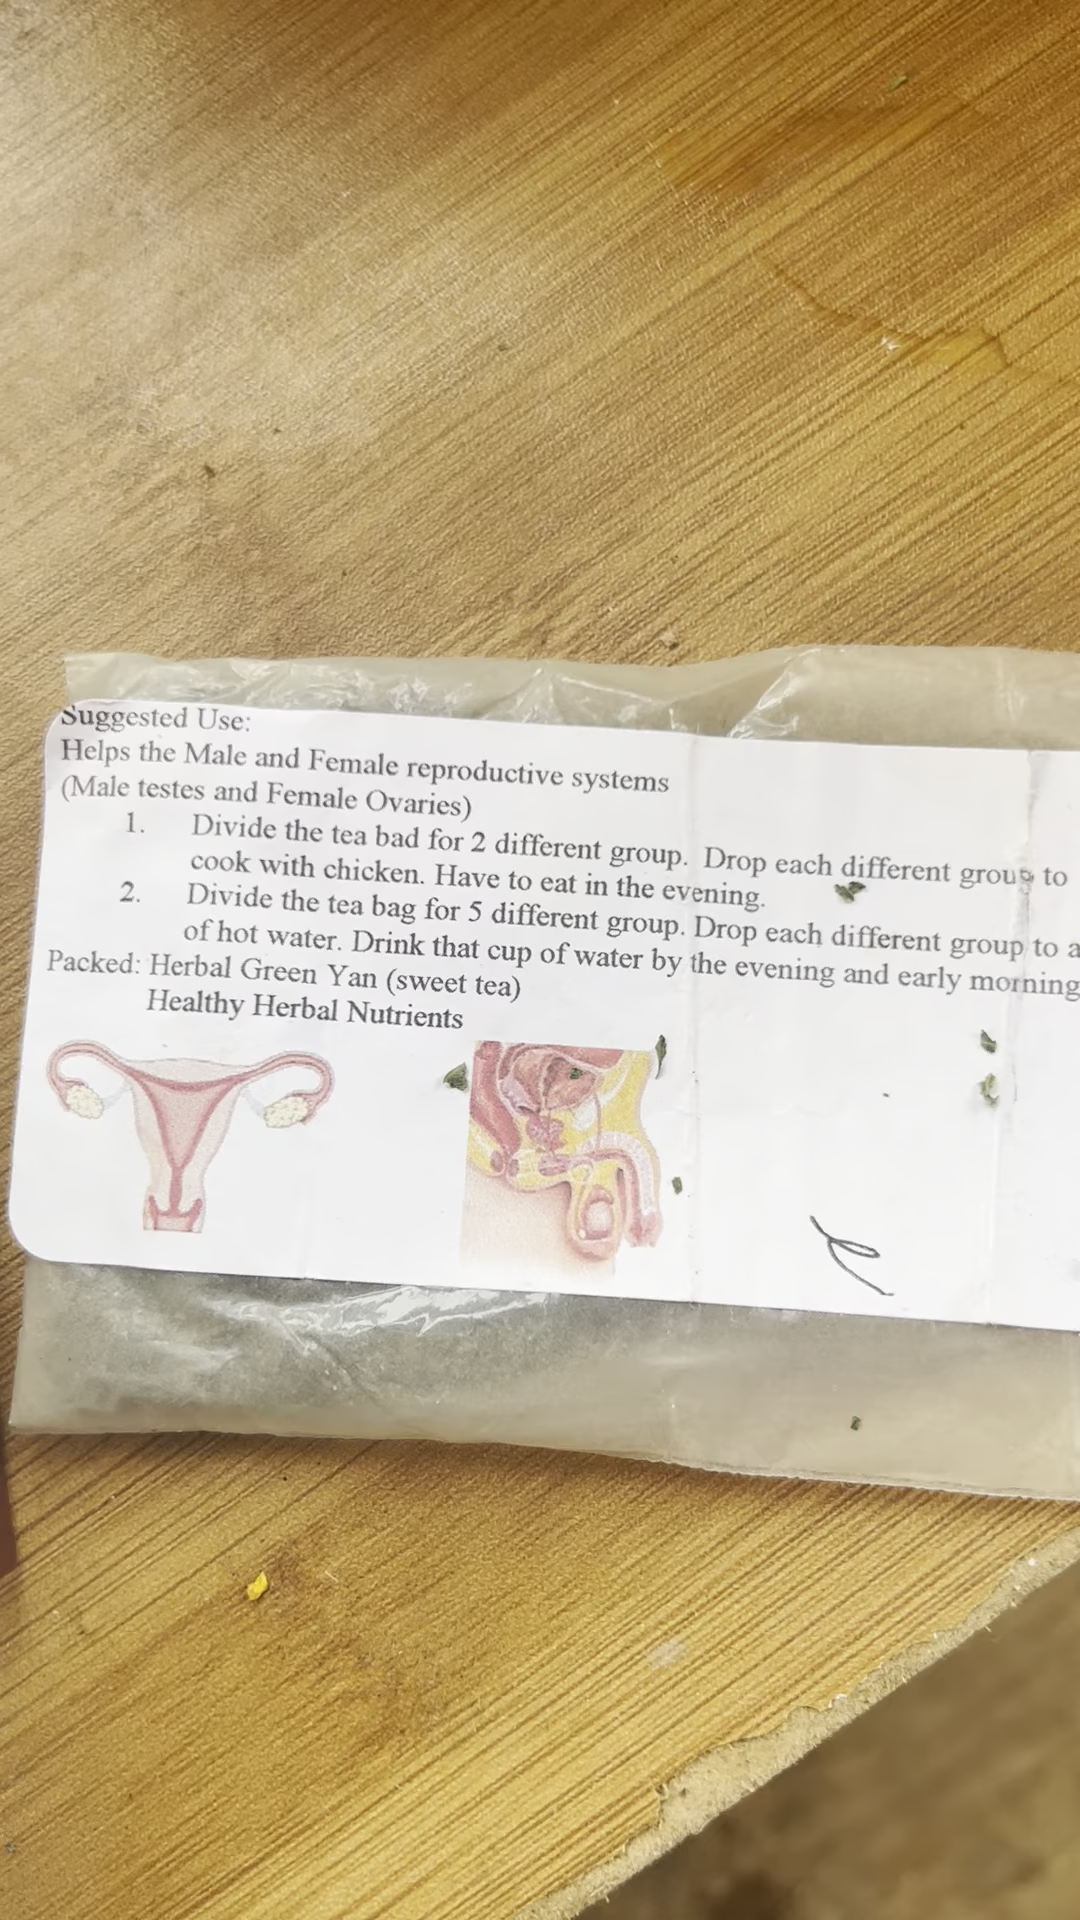 Suggested Use:
Helps the Male and Female reproductive systems
(Male testes and Female Ovaries)
1. Divide the tea bad for 2 different group. Drop each different group to
cook with chicken. Have to eat in the evening.
2. Divide the tea bag for 5 different group. Drop each different group to a
of hot water. Drink that cup of water by the evening and early morning
Packed: Herbal Green Yan (sweet tea)
Healthy Herbal Nutrients